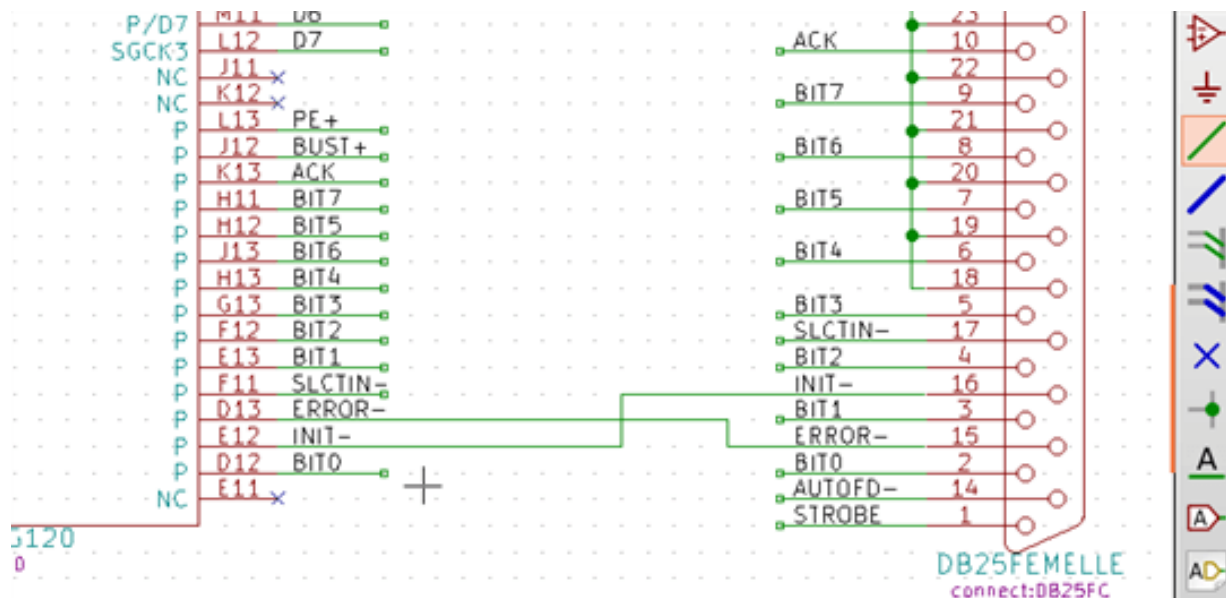 M11 D6
P/D7
SGCK3 L12 D7
NC J11
NC K12
P L13 PE+
P J12 BUST+
P K13 ACK
P H11 BIT7
P H12 BIT5
P J13 BIT6
P H13 BIT4
P G13 BIT3
P F12 BIT2
P E13 BIT1
P F11 SLCTIN-
P D13 ERROR-
P E12 INIT-
P D12 BIT0
NC E11
G120
23
ACK 10
22
BIT7 9
21
BIT6 8
20
BIT5 7
19
BIT4 6
18
BIT3 5
SLCTIN- 17
BIT2 4
INIT- 16
BIT1 3
ERROR- 15
BIT0 2
AUTOFD- 14
STROBE 1
DB25FEMELLE
connect:DB25FC
A
A
AD